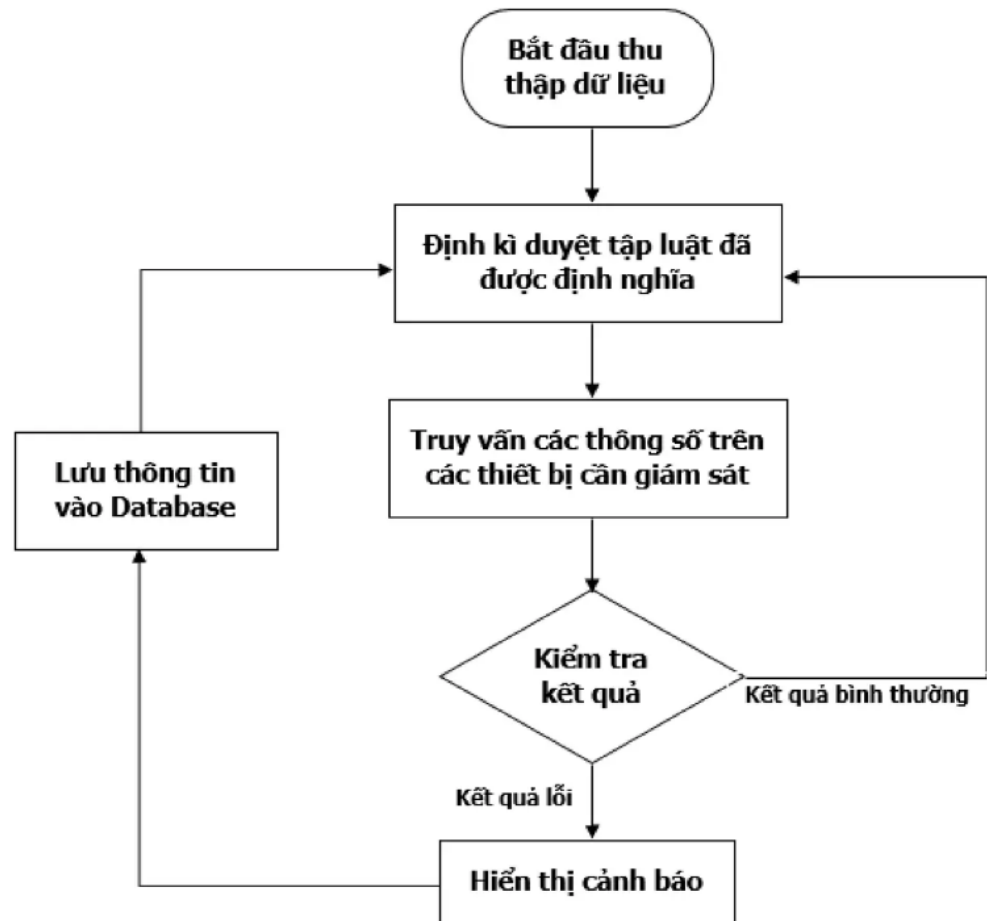 Bắt đầu thu
thập dữ liệu
Định kì duyệt tập luật đã
được định nghĩa
Truy vấn các thông số trên
các thiết bị cần giám sát
Lưu thông tin
vào Database
Kiểm tra
kết quả
Kết quả bình thường
Kết quả lỗi
Hiển thị cảnh báo